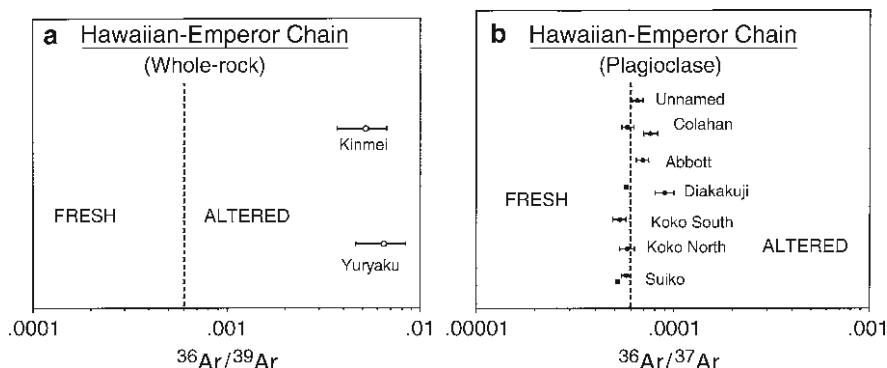 a Hawaiian-Emperor Chain
(Whole-rock)
Kinmei
FRESH ALTERED
Yuryaku
.0001 .001 .01
36Ar/39Ar
b Hawaiian-Emperor Chain
(Plagioclase)
Unnamed
Colahan
Abbott
Diakakuji
FRESH
Koko South
Koko North ALTERED
Suiko
.00001 .0001 .001
36Ar/37Ar